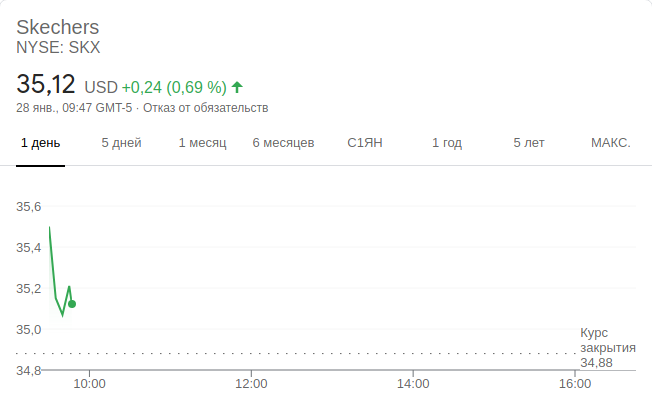 Skechers
NYSE: SKX
35,12 USD +0,24 (0,69 %)
28 янв., 09:47 GMT-5 · Отказ от обязательств
1 день 5 дней 1 месяц 6 месяцев С1ЯН 1 год 5 лет МАКС.
35,6
35,4
35,2
35,0
Курс
закрытия
34,88
34,8
10:00 12:00 14:00 16:00